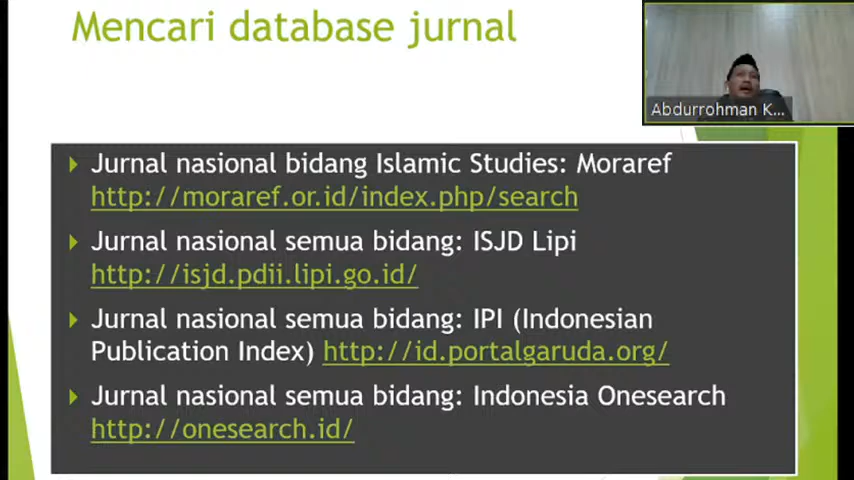 Mencari database jurnal
Abdurrohman K...
Jurnal nasional bidang Islamic Studies: Moraref
http://moraref.or.id/index.php/search
Jurnal nasional semua bidang: ISJD Lipi
http://isjd.pdii.lipi.go.id/
Jurnal nasional semua bidang: IPI (Indonesian
Publication Index) http://id.portalgaruda.org/
Jurnal nasional semua bidang: Indonesia Onesearch
http://onesearch.id/